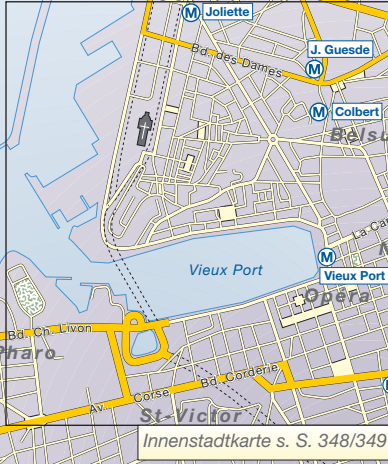 M Joliette
Bd. des Dames
J. Guesde
M
M Colbert
Belsu
La Ca
M
Vieux Port
Vieux Port
Opéra
Bd. Ch. Livon
Pharo
Av. Corse Bd. Corderie
St-Victor
Innenstadtkarte s. S. 348/349